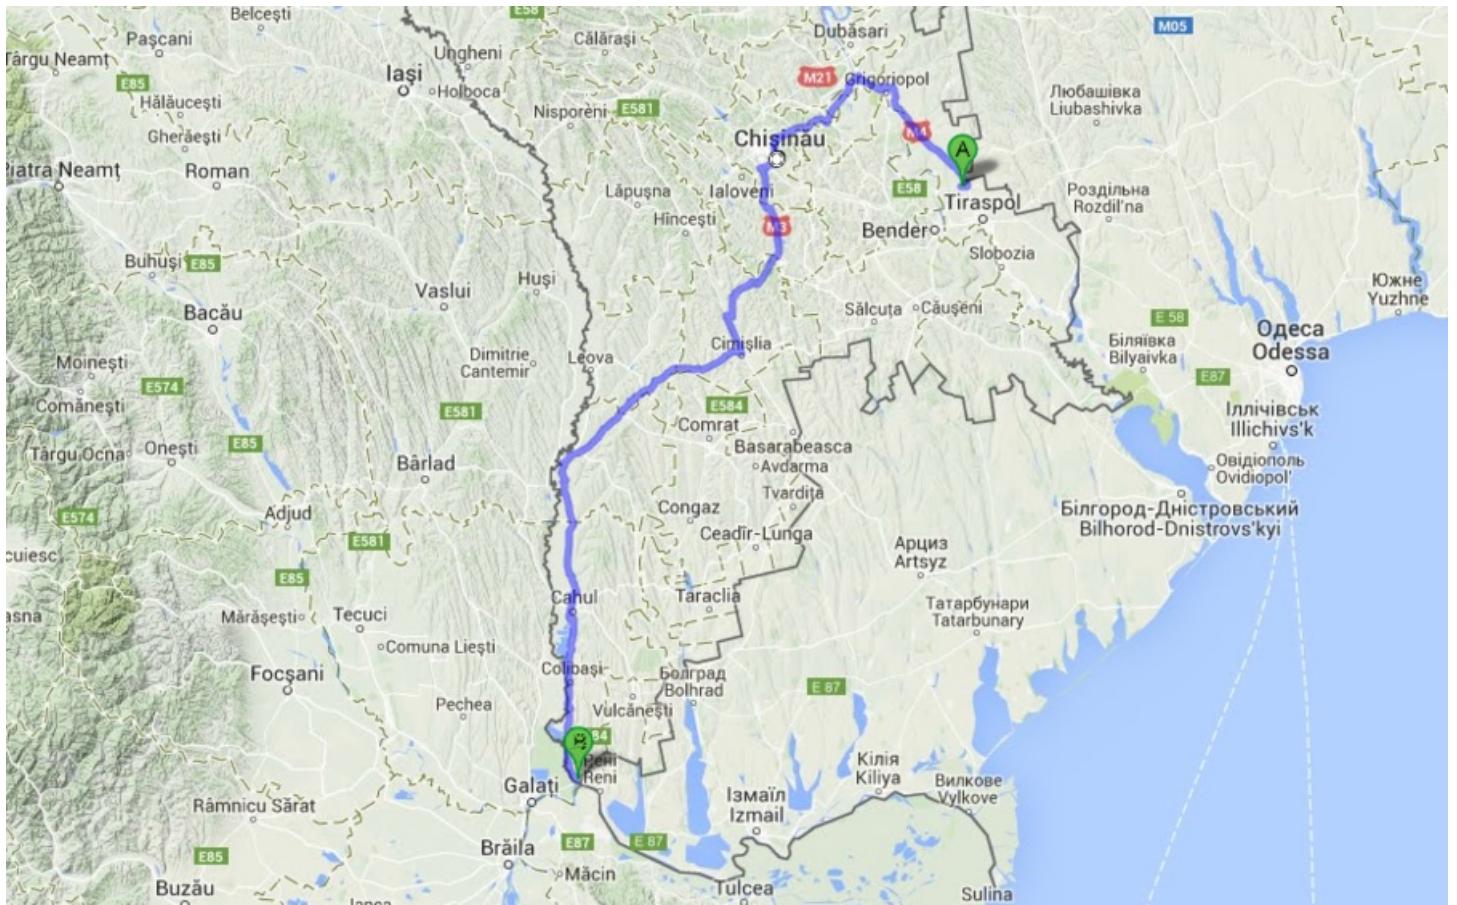 Belcești
E58
M05
Pașcani
Călărași
Dubăsari
Târgu Neamț
Ungheni
Iași
M21
Grigoriopol
E85
Holboca
Любашівка
Liubashivka
Hălăucești
Nisporeni
E581
Gherăești
Chișinău
M4
A
Piatra Neamț
Roman
Lăpușna
Ialoveni
E58
Роздільна
Rozdil'na
Tiraspol
Hîncești
M3
Bender
Buhuși
E85
Slobozia
Huși
Vaslui
Южне
Yuzhne
Bacău
Sălcuța
Căușeni
E 58
Одеса
Odessa
Moinești
Dimitrie
Cantemir
Leova
Cimișlia
Біляївка
Bilyaivka
E574
E87
Comănești
E581
E584
Іллічівськ
Illichivs'k
Comrat
Târgu Ocna
Onești
E85
Basarabeasca
Avdarma
Bârlad
Овідіополь
Ovidiopol'
Tvardița
E574
Adjud
Congaz
Білгород-Дністровський
Bilhorod-Dnistrovs'kyi
E581
Ceadîr-Lunga
Арциз
Artsyz
E85
Cahul
Taraclia
Татарбунари
Tatarbunary
Mărășești
Tecuci
Comuna Liești
Focșani
Colibași
Болград
Bolhrad
E 87
Pechea
Vulcănești
84
Рені
Reni
Galați
Кілія
Kiliya
Вилкове
Vylkove
Râmnicu Sărat
Ізмаїл
Izmail
Brăila
E87
E 87
E85
Măcin
Buzău
Tulcea
Sulina